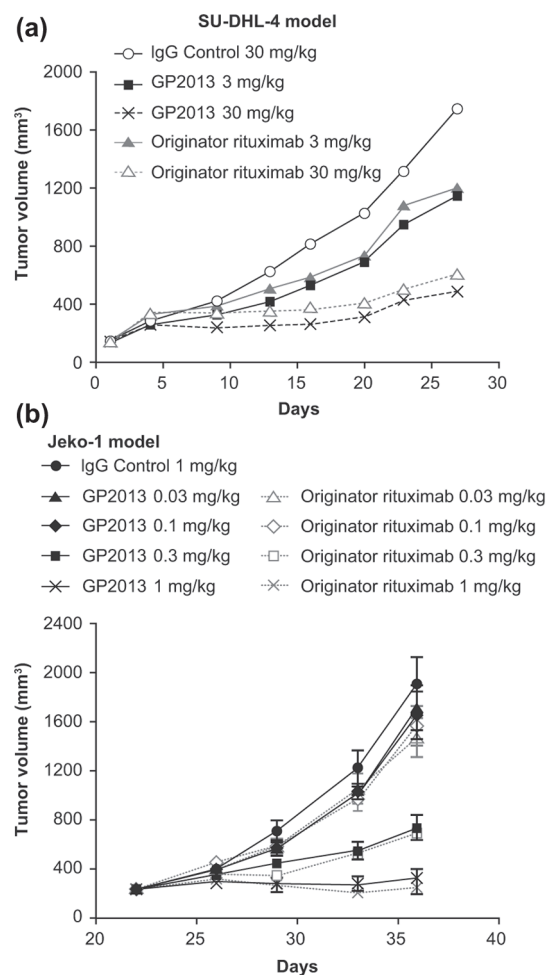 (a)
SU-DHL-4 model
IgG Control 30 mg/kg
GP2013 3 mg/kg
GP2013 30 mg/kg
Originator rituximab 3 mg/kg
Originator rituximab 30 mg/kg
Tumor volume (mm³)
2000
1600
1200
800
400
0
0 5 10 15 20 25 30
Days
(b)
Jeko-1 model
IgG Control 1 mg/kg
GP2013 0.03 mg/kg Originator rituximab 0.03 mg/kg
GP2013 0.1 mg/kg Originator rituximab 0.1 mg/kg
GP2013 0.3 mg/kg Originator rituximab 0.3 mg/kg
GP2013 1 mg/kg Originator rituximab 1 mg/kg
Tumor volume (mm³)
2400
2000
1600
1200
800
400
0
20 25 30 35 40
Days